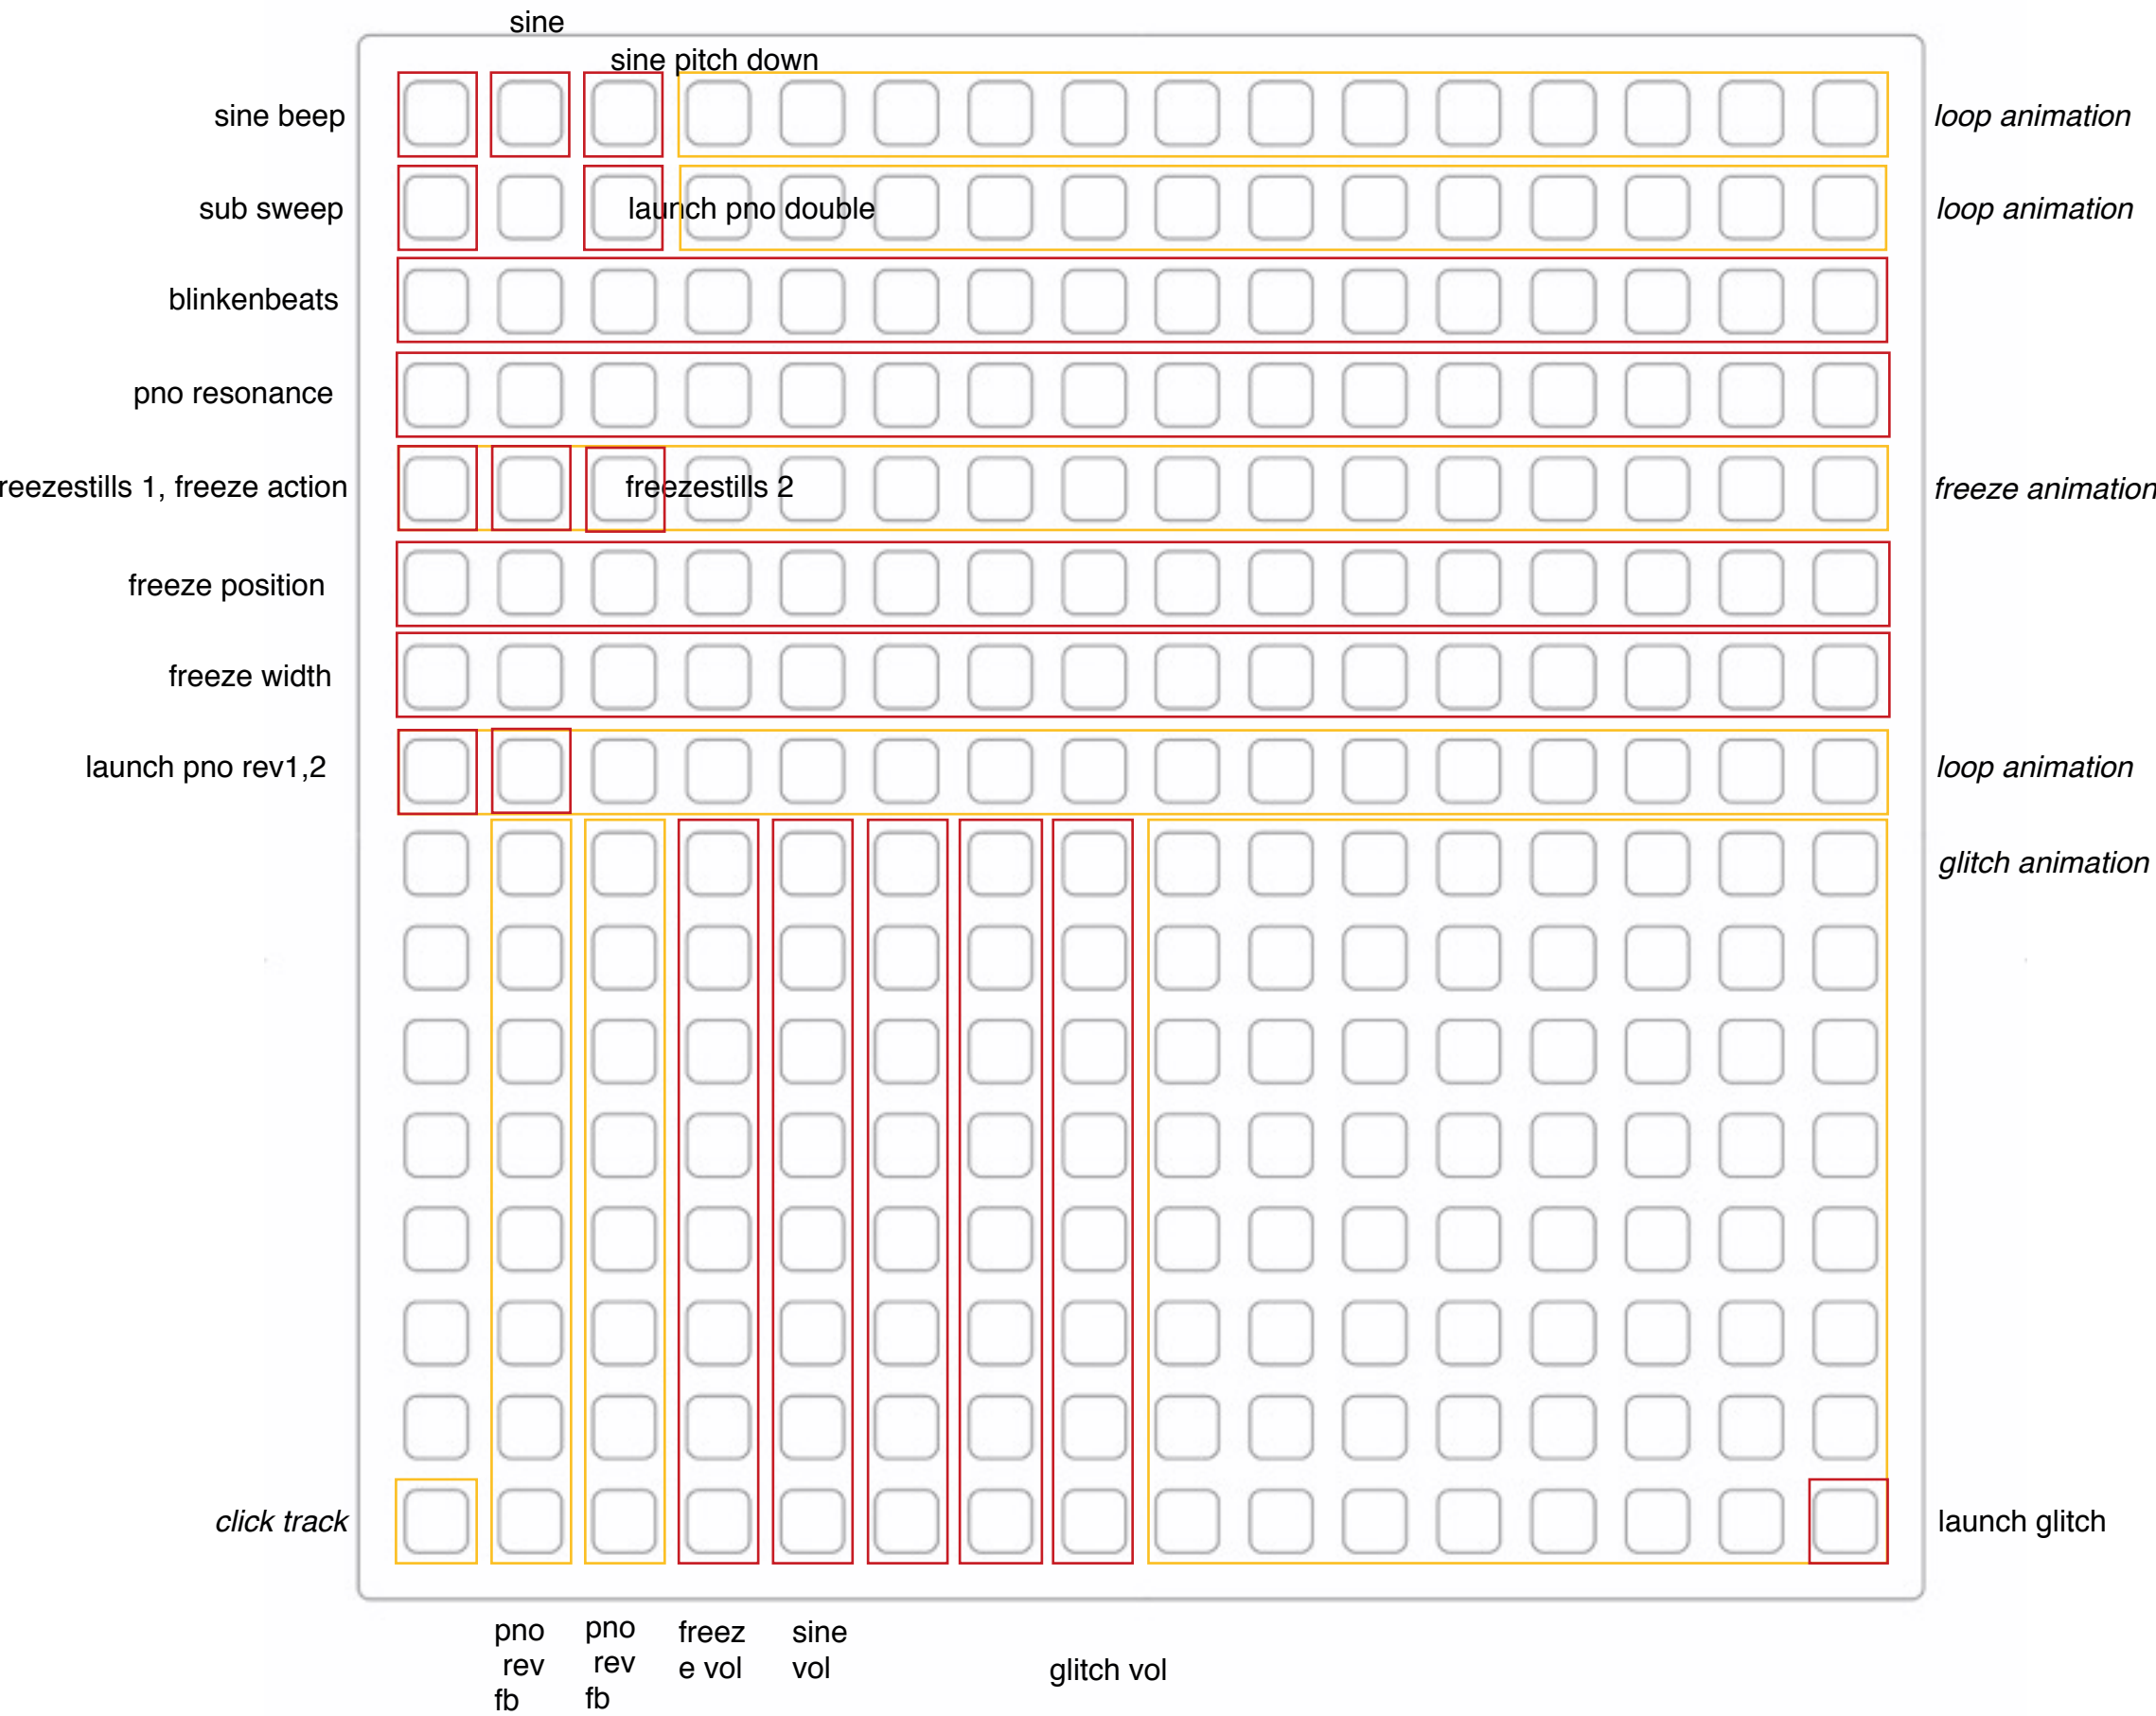 sine
sine pitch down
sine beep
loop animation
sub sweep
launch pno double
loop animation
blinkenbeats
pno resonance
reezestills 1, freeze action
freezestills 2
freeze animation
freeze position
freeze width
launch pno rev1,2
loop animation
glitch animation
click track
launch glitch
pno
rev
fb
pno
rev
fb
freez
e vol
sine
vol
glitch vol